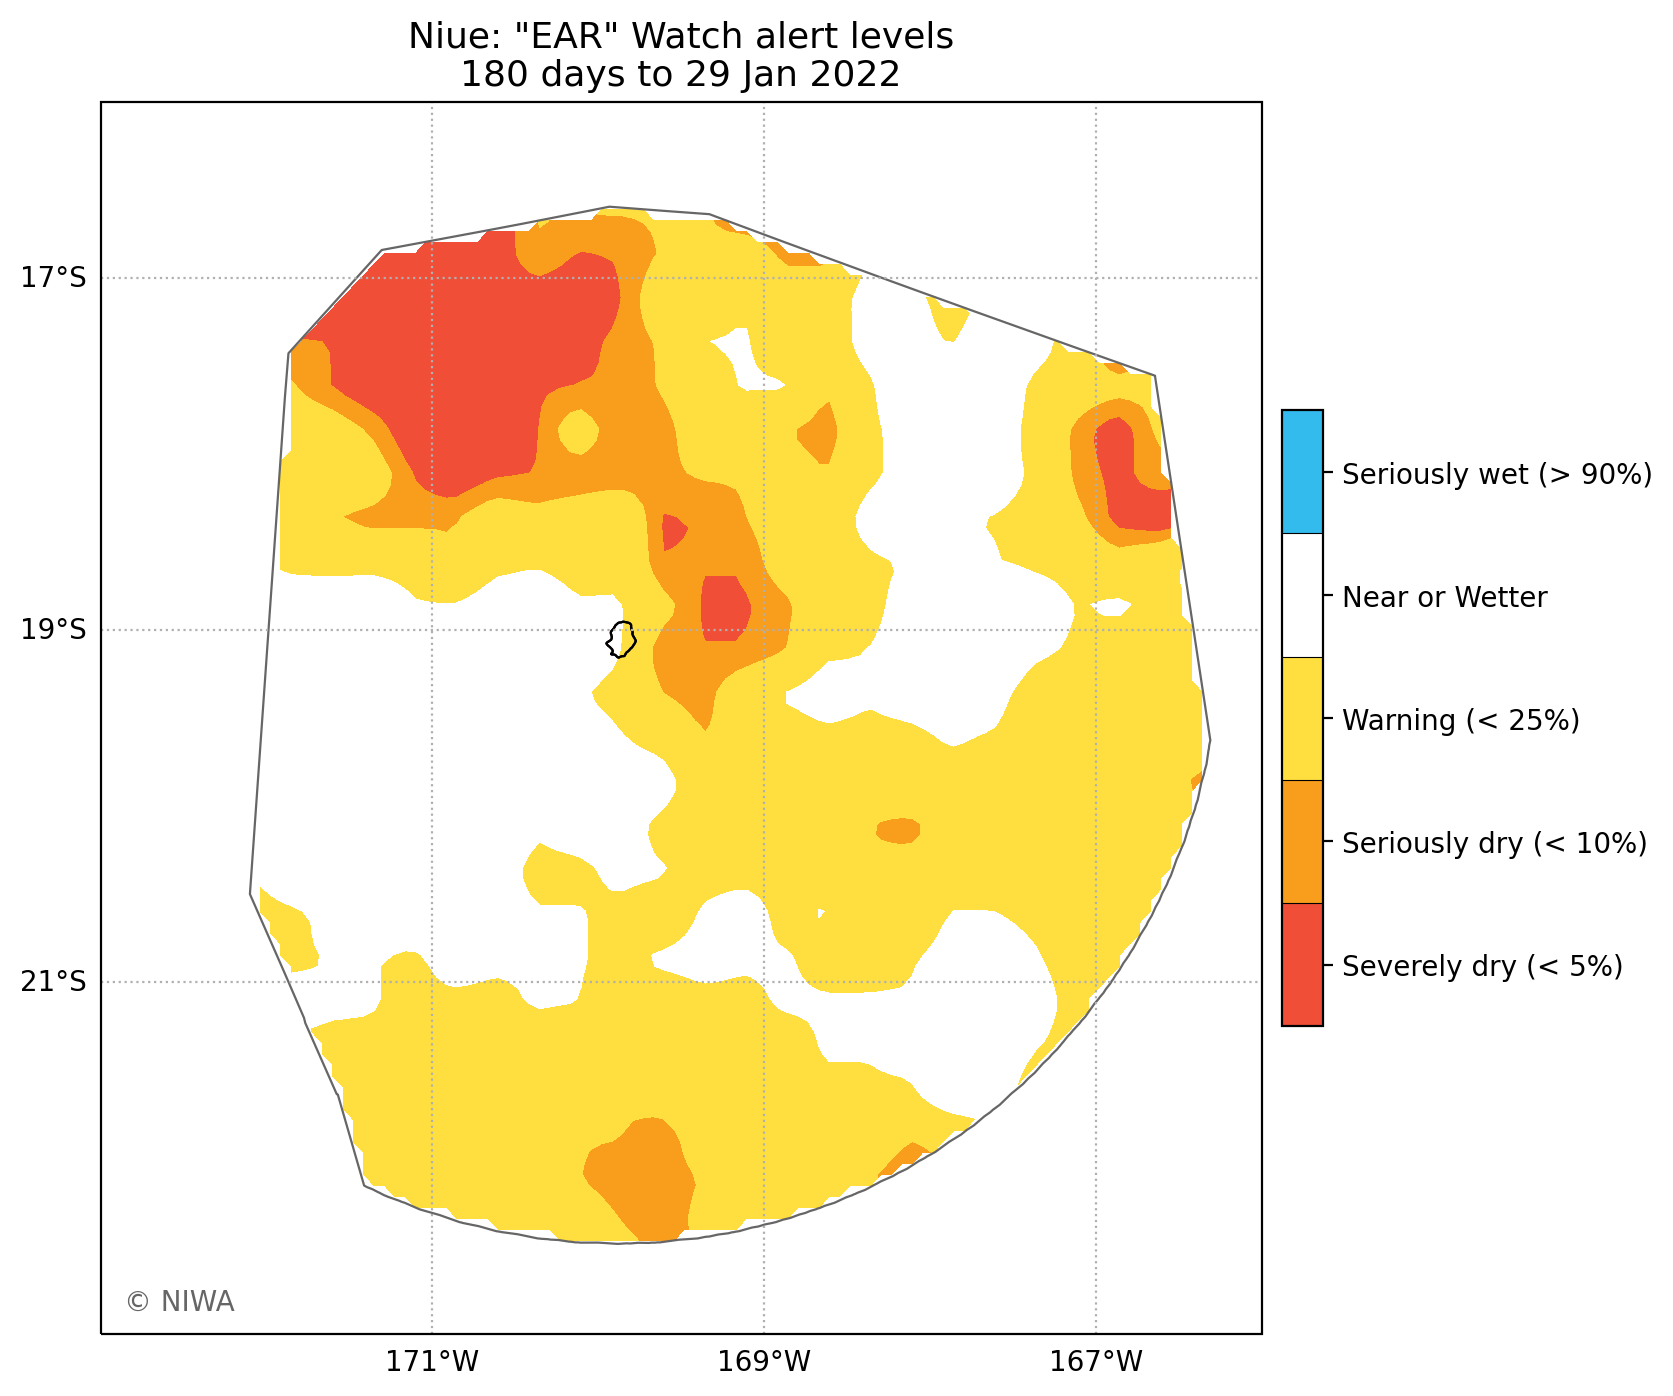 Niue: "EAR" Watch alert levels
180 days to 29 Jan 2022
17°S
19°S
21°S
171°W
169°W
167°W
Seriously wet (> 90%)
Near or Wetter
Warning (< 25%)
Seriously dry (< 10%)
Severely dry (< 5%)
© NIWA